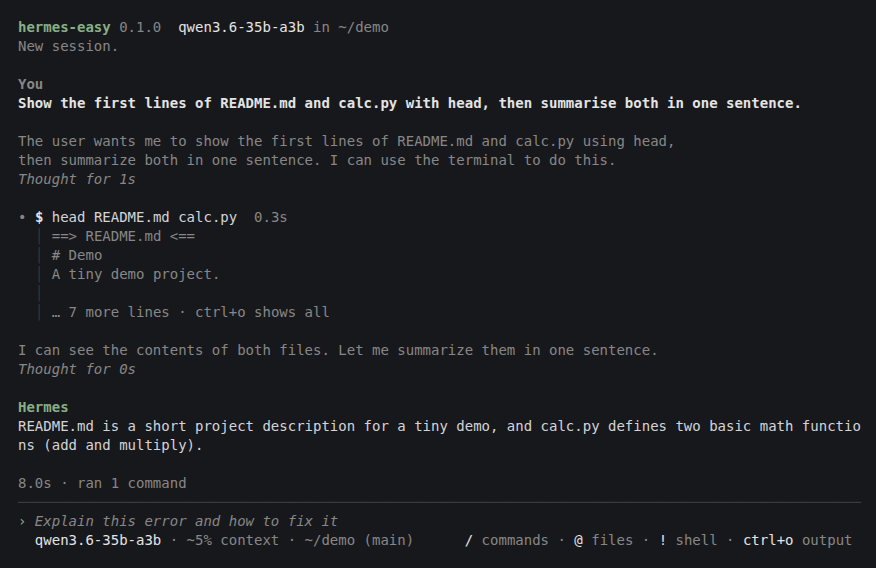 hermes-easy 0.1.0  qwen3.6-35b-a3b in ~/demo
New session.
You
Show the first lines of README.md and calc.py with head, then summarise both in one sentence.
The user wants me to show the first lines of README.md and calc.py using head,
then summarize both in one sentence. I can use the terminal to do this.
Thought for 1s
• $ head README.md calc.py  0.3s
==> README.md <==
# Demo
A tiny demo project.
… 7 more lines · ctrl+o shows all
I can see the contents of both files. Let me summarize them in one sentence.
Thought for 0s
Hermes
README.md is a short project description for a tiny demo, and calc.py defines two basic math functio
ns (add and multiply).
8.0s · ran 1 command
› Explain this error and how to fix it
qwen3.6-35b-a3b · ~5% context · ~/demo (main)      / commands · @ files · ! shell · ctrl+o output